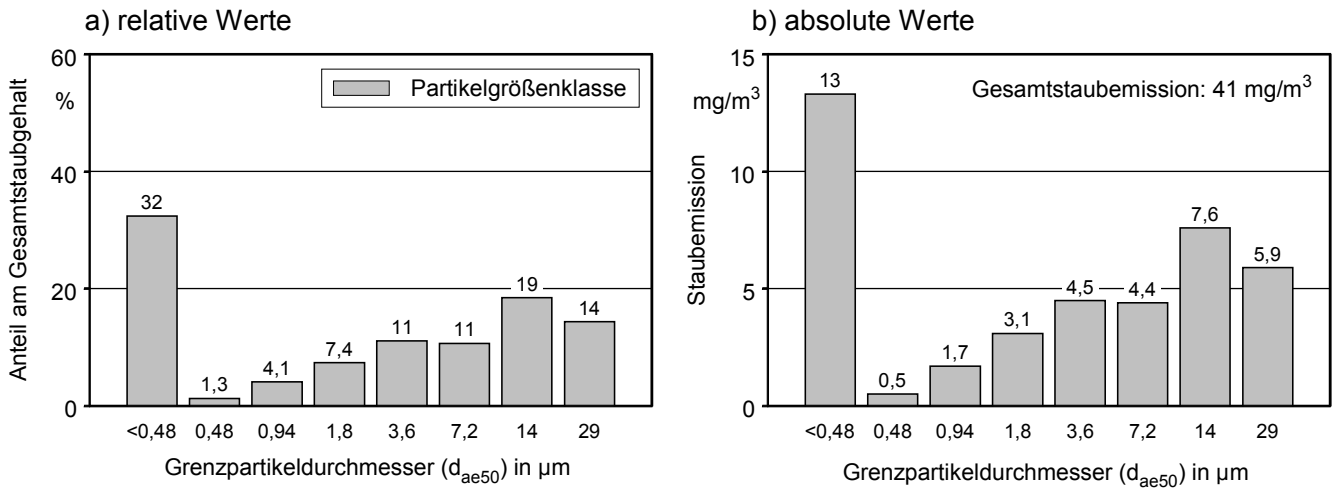 a) relative Werte
60
%
40
20
0
Anteil am Gesamtstaubgehalt
Partikelgrößenklasse
32
1,3
4,1
7,4
11
11
19
14
<0,48 0,48 0,94 1,8 3,6 7,2 14 29
Grenzpartikeldurchmesser (dae50) in µm
b) absolute Werte
15
mg/m³
10
5
0
Staubemission
Gesamtstaubemission: 41 mg/m³
13
0,5
1,7
3,1
4,5
4,4
7,6
5,9
<0,48 0,48 0,94 1,8 3,6 7,2 14 29
Grenzpartikeldurchmesser (dae50) in µm